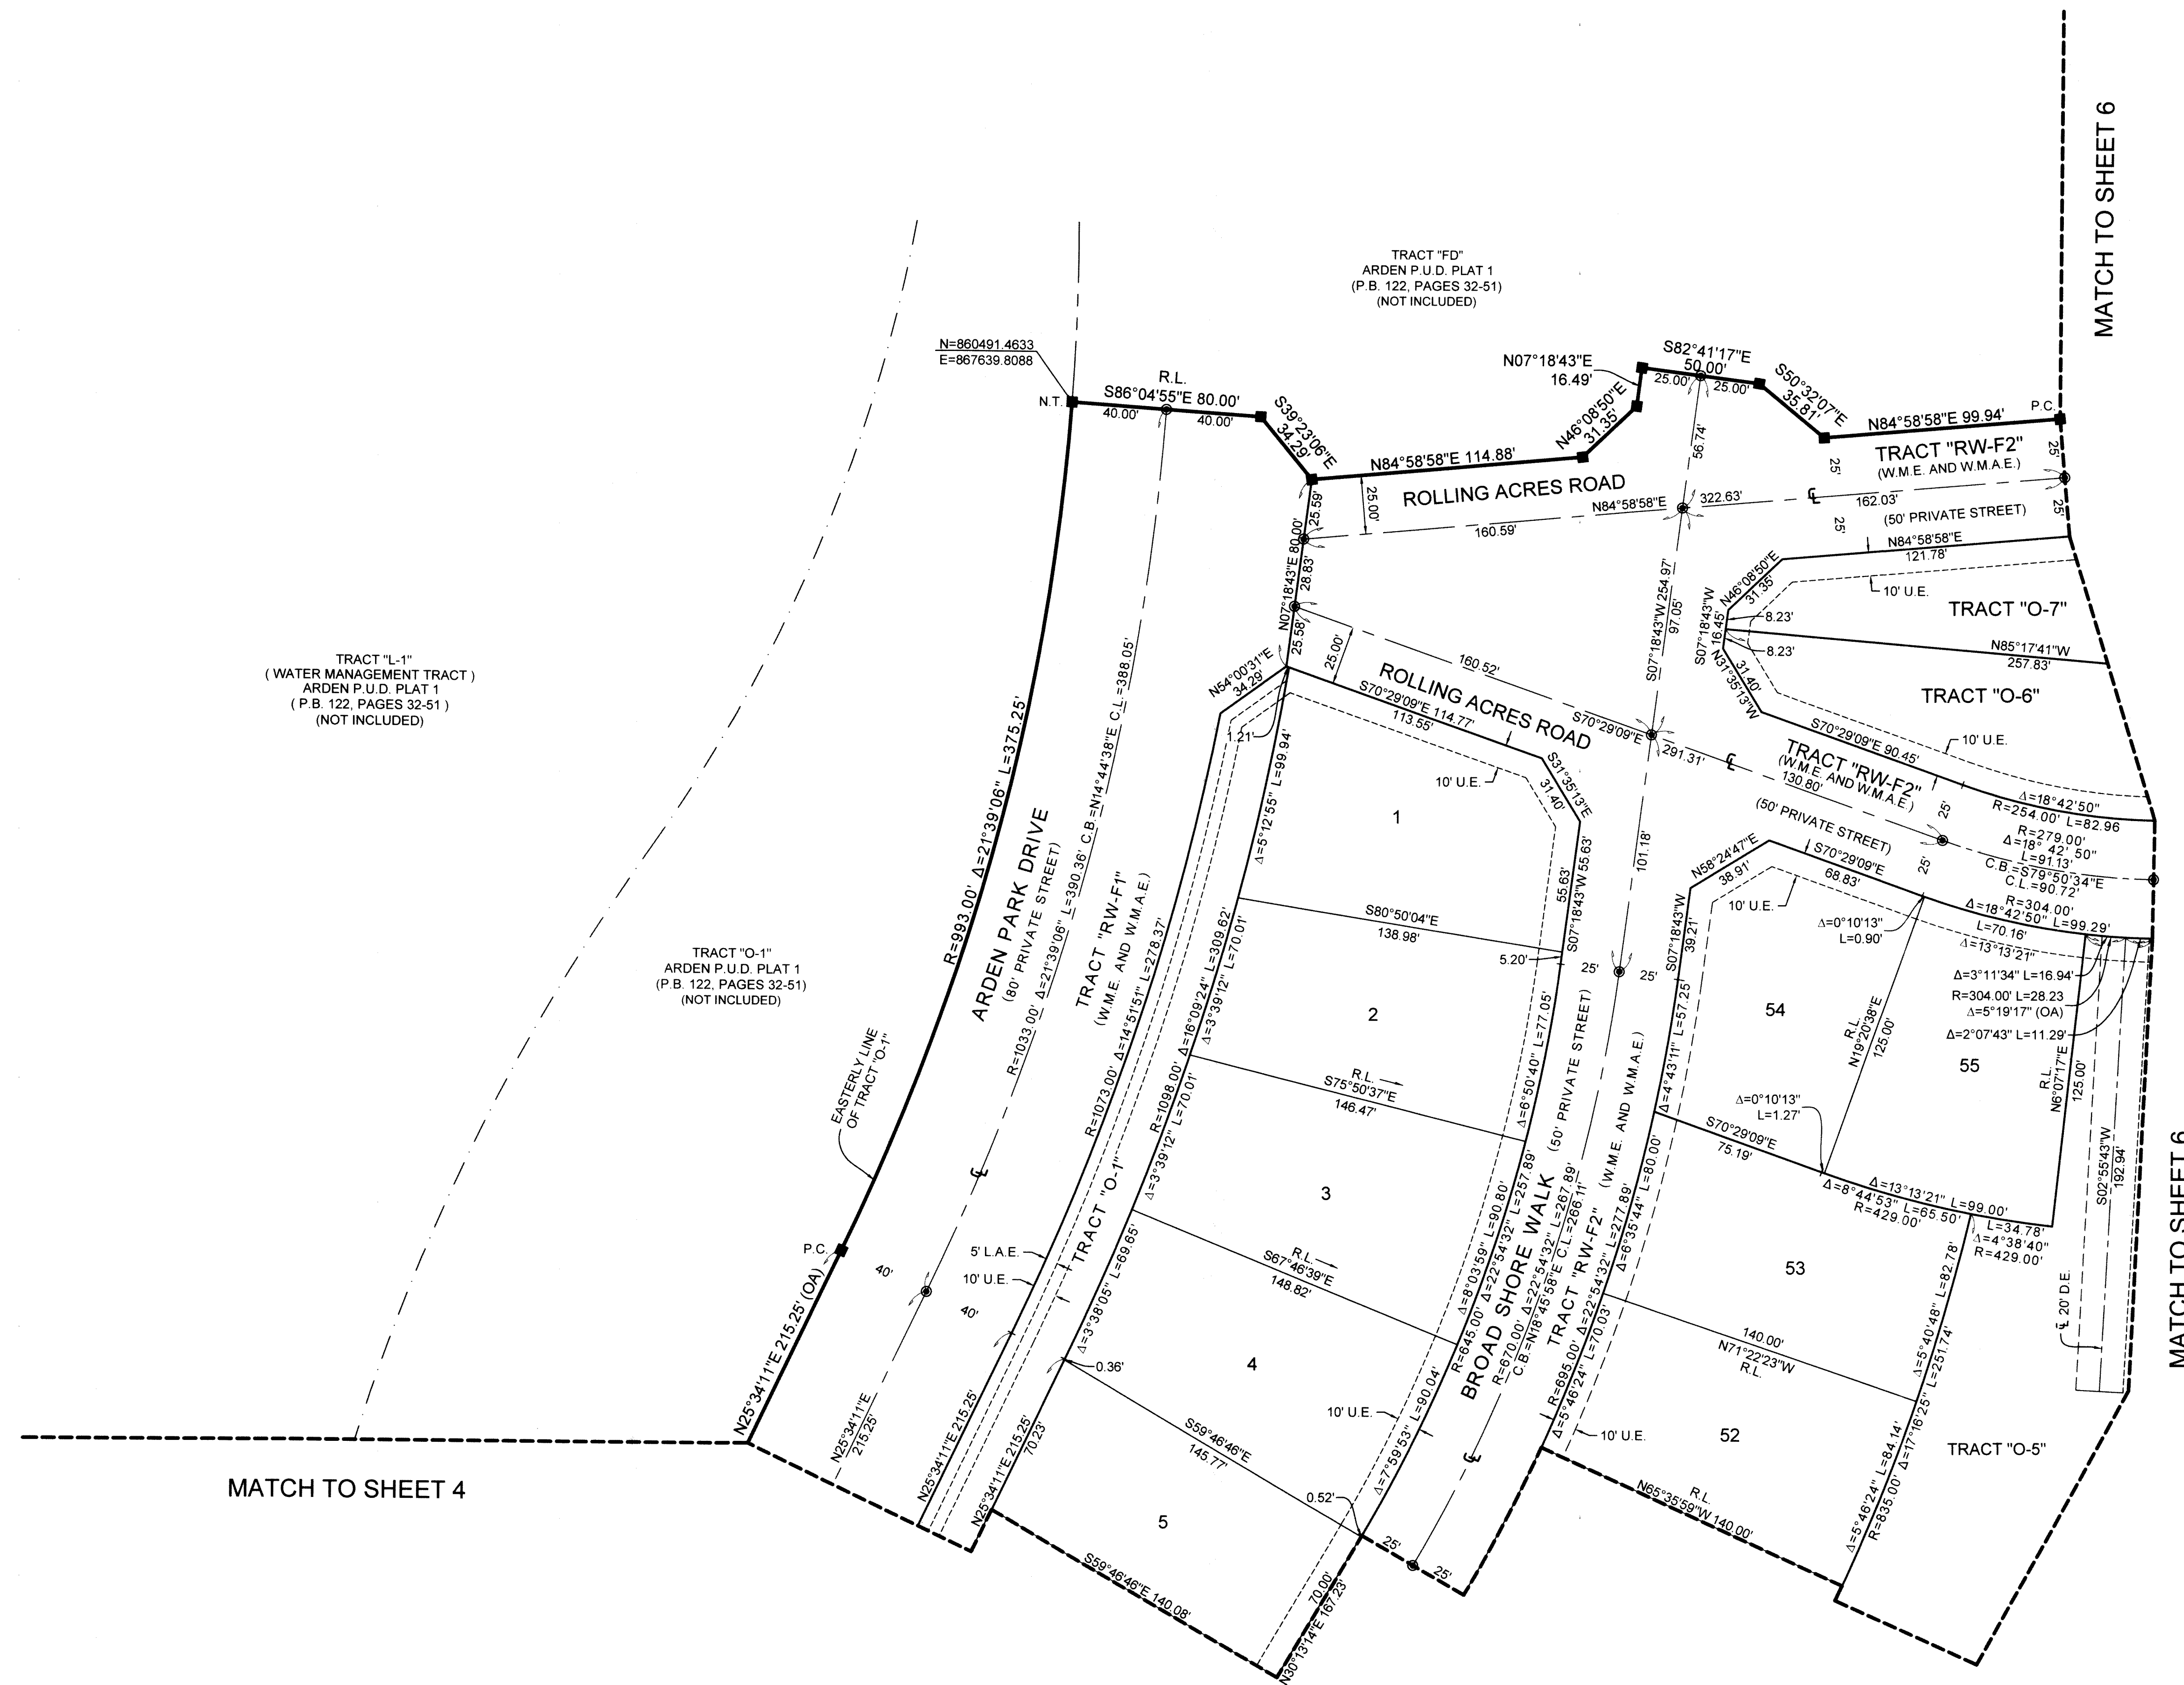 MATCH TO SHEET 6
TRACT "FD"
ARDEN P.U.D. PLAT 1
(P.B. 122, PAGES 32-51)
(NOT INCLUDED)
N=860491.4633
E=867639.8088
N.T.
R.L.
S86°04'55"E 80.00'
40.00'
40.00'
S39°23'06"E
34.29'
N84°58'58"E 114.88'
N46°08'50"E
31.35'
N07°18'43"E
16.49'
S82°41'17"E
50.00'
25.00'
25.00'
S50°32'07"E
35.81'
N84°58'58"E 99.94'
P.C.
TRACT "RW-F2"
(W.M.E. AND W.M.A.E.)
25'
25'
25'
25'
56.74'
ROLLING ACRES ROAD
25.00'
N84°58'58"E
322.63'
160.59'
162.03'
(50' PRIVATE STREET)
N84°58'58"E
121.78'
N07°18'43"E 80.00'
25.59'
28.83'
25.58'
N46°08'50"E
31.35'
10' U.E.
TRACT "O-7"
S07°18'43"W
16.45'
8.23'
8.23'
N85°17'41"W
257.83'
N31°35'13"W
31.40'
TRACT "O-6"
S07°18'43"W 254.97'
97.05'
N54°00'31"E
34.29'
25.00'
160.52'
ROLLING ACRES ROAD
S70°29'09"E
291.31'
S70°29'09"E 114.77'
113.55'
1.21'
S31°35'13"E
31.40'
10' U.E.
S70°29'09"E 90.45'
10' U.E.
TRACT "RW-F2"
(W.M.E. AND W.M.A.E.)
130.80'
(50' PRIVATE STREET)
25'
25'
Δ=18°42'50"
R=254.00' L=82.96
R=279.00'
Δ=18° 42' 50"
L=91.13'
C.B.=S79°50'34"E
C.L.=90.72'
R=304.00'
Δ=18°42'50" L=99.29'
L=70.16'
Δ=13°13'21"
Δ=3°11'34" L=16.94'
R=304.00' L=28.23
Δ=5°19'17" (OA)
Δ=2°07'43" L=11.29'
TRACT "L-1"
( WATER MANAGEMENT TRACT )
ARDEN P.U.D. PLAT 1
( P.B. 122, PAGES 32-51 )
(NOT INCLUDED)
TRACT "O-1"
ARDEN P.U.D. PLAT 1
(P.B. 122, PAGES 32-51)
(NOT INCLUDED)
EASTERLY LINE
OF TRACT "O-1"
R=993.00' Δ=21°39'06" L=375.25'
ARDEN PARK DRIVE
(80' PRIVATE STREET)
R=1033.00' Δ=21°39'06" L=390.36' C.B.=N14°44'38"E C.L.=388.05'
TRACT "RW-F1"
(W.M.E. AND W.M.A.E.)
R=1073.00' Δ=14°51'51" L=278.37'
R=1098.00' Δ=16°09'24" L=309.62'
Δ=5°12'55" L=99.94'
Δ=3°39'12" L=70.01'
Δ=3°39'12" L=70.01'
Δ=3°38'05" L=69.65'
TRACT "O-1"
5' L.A.E.
10' U.E.
P.C.
40'
40'
N25°34'11"E 215.25' (OA)
N25°34'11"E
215.25'
N25°34'11"E 215.25'
N25°34'11"E 215.25'
70.23'
0.36'
1
S80°50'04"E
138.98'
S07°18'43"W 55.63'
55.63'
5.20'
2
R.L.
S75°50'37"E
146.47'
Δ=6°50'40" L=77.05'
3
R.L.
S67°46'39"E
148.82'
Δ=8°03'59" L=90.80'
R=645.00' Δ=22°54'32" L=257.89'
4
10' U.E.
S59°46'46"E
145.77'
Δ=7°59'53" L=90.04'
0.52'
5
S59°46'46"E 140.08'
70.00'
N30°13'14"E 167.23'
25'
25'
101.18'
25'
25'
BROAD SHORE WALK
(50' PRIVATE STREET)
R=670.00' Δ=22°54'32" L=267.89'
C.B.=N18°45'58"E C.L.=266.11'
TRACT "RW-F2"
(W.M.E. AND W.M.A.E.)
R=695.00' Δ=22°54'32" L=277.89'
N58°24'47"E
38.91'
S70°29'09"E
68.83'
10' U.E.
Δ=0°10'13"
L=0.90'
S07°18'43"W
39.21'
54
Δ=4°43'11" L=57.25'
R.L.
N19°20'38"E
125.00'
55
R.L.
N6°07'17"E
125.00'
S02°55'43"W
192.94'
Δ=0°10'13"
L=1.27'
S70°29'09"E
75.19'
Δ=13°13'21" L=99.00'
Δ=8°44'53" L=65.50'
R=429.00'
L=34.78'
Δ=4°38'40"
R=429.00'
Δ=6°35'44" L=80.00'
53
℄ 20' D.E.
140.00'
N71°22'23"W
R.L.
Δ=5°40'48" L=82.78'
R=835.00' Δ=17°16'25" L=251.74'
Δ=5°46'24" L=70.03'
10' U.E.
52
Δ=5°46'24" L=84.14'
TRACT "O-5"
R.L.
N65°35'59"W 140.00'
MATCH TO SHEET 4
MATCH TO SHEET 6